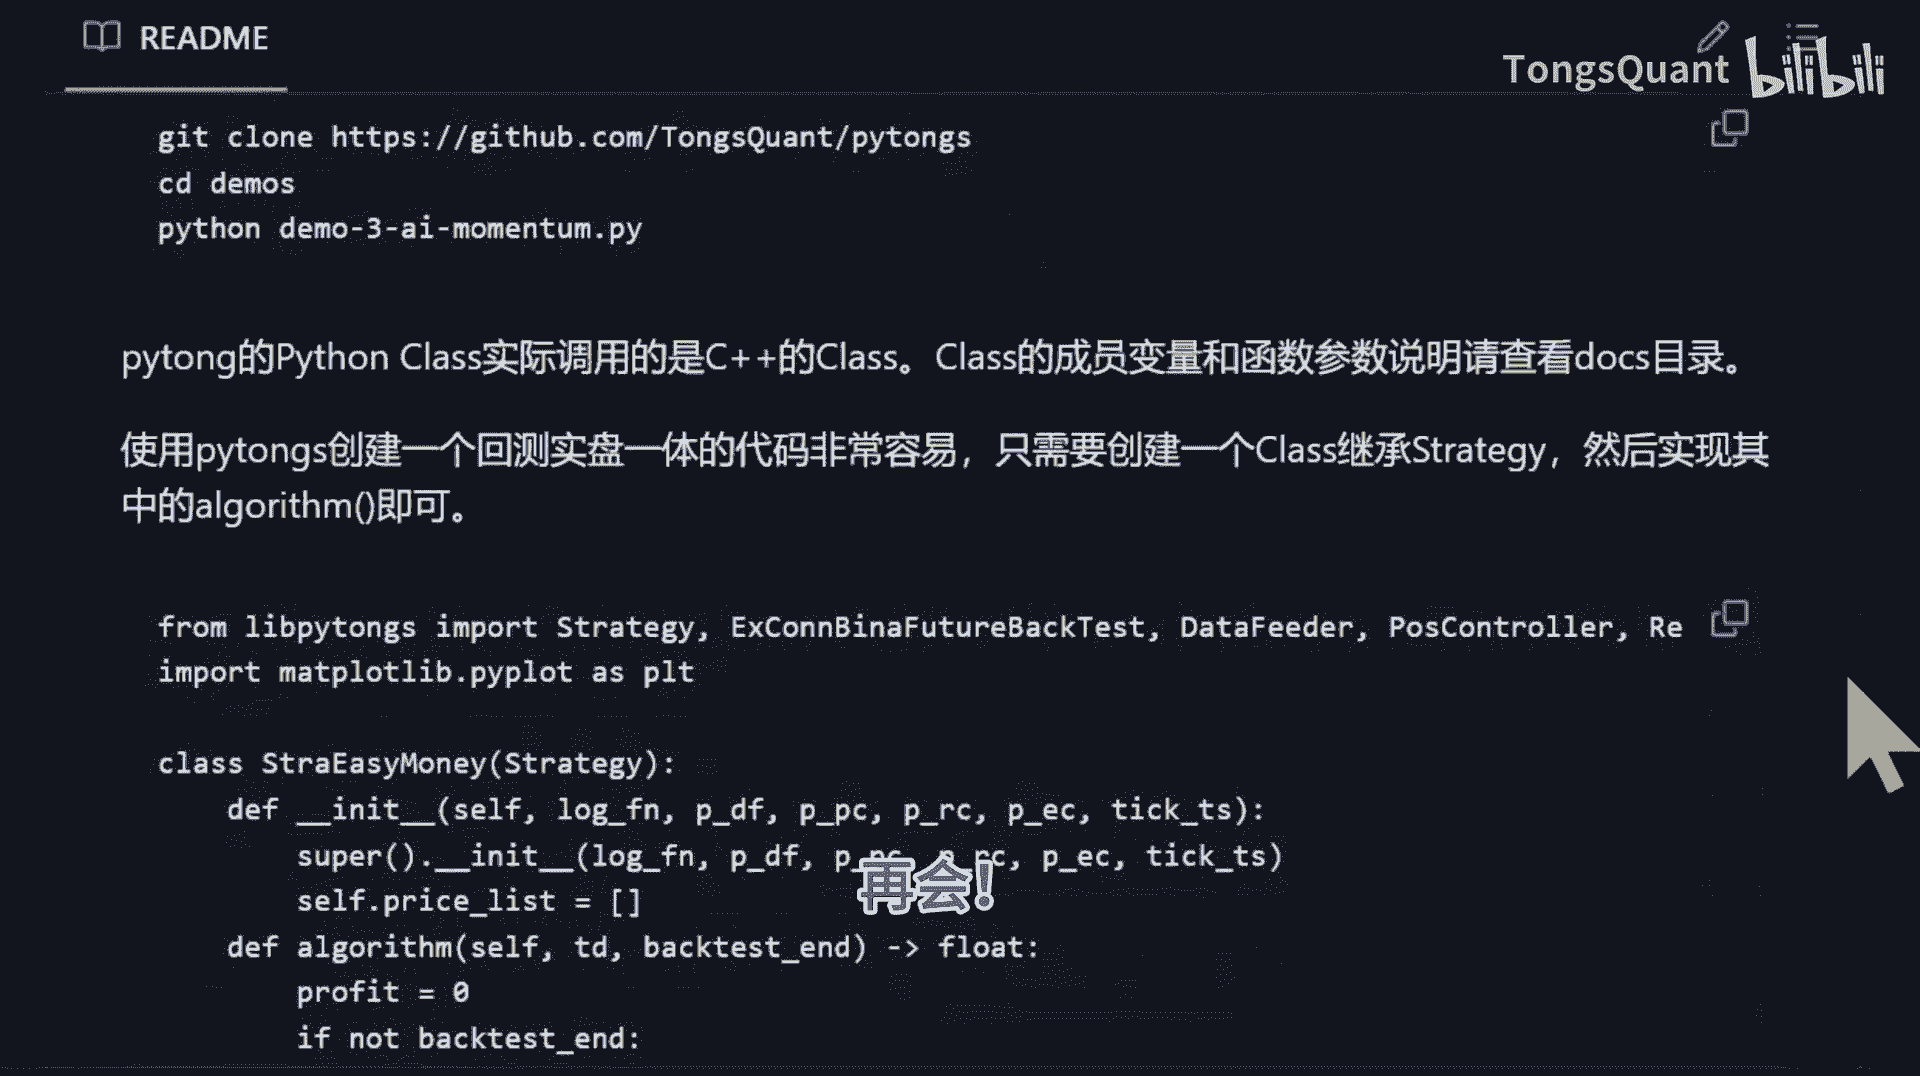 README
TongsQuant bilibili
git clone https://github.com/TongsQuant/pytongs
cd demos
python demo-3-ai-momentum.py
pytong的Python Class实际调用的是C++的Class。Class的成员变量和函数参数说明请查看docs目录。
使用pytongs创建一个回测实盘一体的代码非常容易，只需要创建一个Class继承Strategy，然后实现其
中的algorithm()即可。
from libpytongs import Strategy, ExConnBinaFutureBackTest, DataFeeder, PosController, Re
import matplotlib.pyplot as plt
class StraEasyMoney(Strategy):
def __init__(self, log_fn, p_df, p_pc, p_rc, p_ec, tick_ts):
super().__init__(log_fn, p_df, p_pc, p_rc, p_ec, tick_ts)
再会！
self.price_list = []
def algorithm(self, td, backtest_end) -> float:
profit = 0
if not backtest_end: